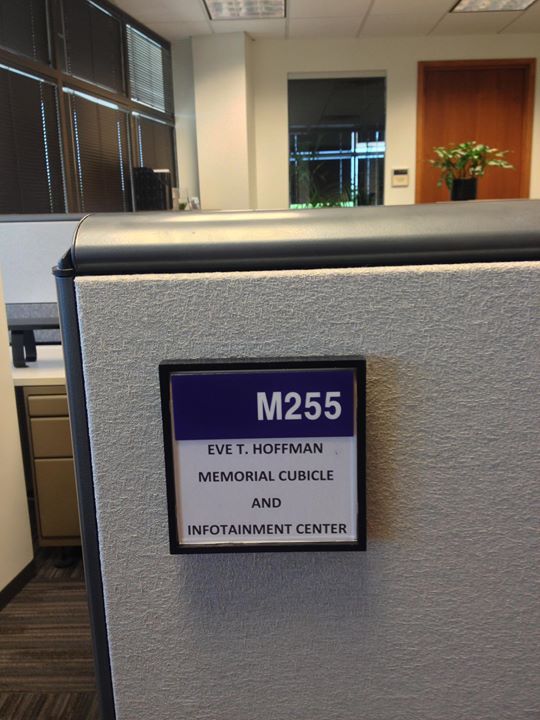 M255
EVE T. HOFFMAN
MEMORIAL CUBICLE
AND
INFOTAINMENT CENTER